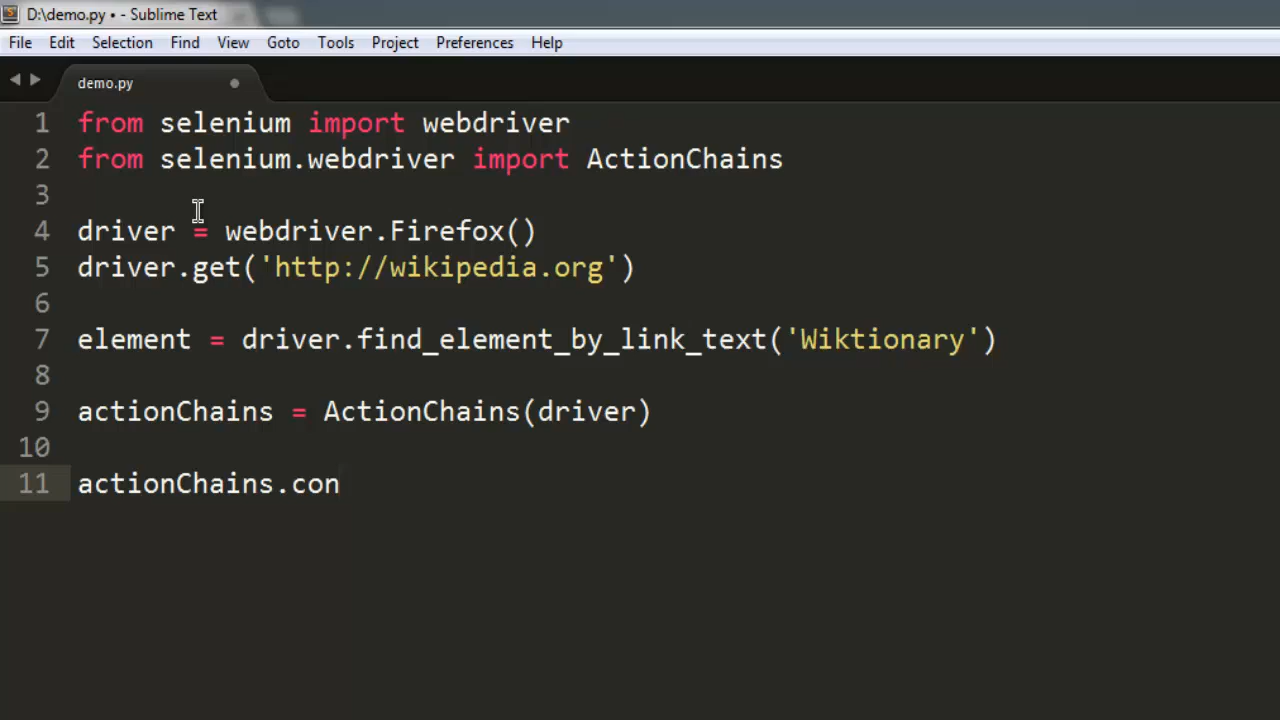 D:\demo.py • - Sublime Text
File Edit Selection Find View Goto Tools Project Preferences Help
demo.py
1 from selenium import webdriver
2 from selenium.webdriver import ActionChains
3
4 driver = webdriver.Firefox()
5 driver.get('http://wikipedia.org')
6
7 element = driver.find_element_by_link_text('Wiktionary')
8
9 actionChains = ActionChains(driver)
10
11 actionChains.con